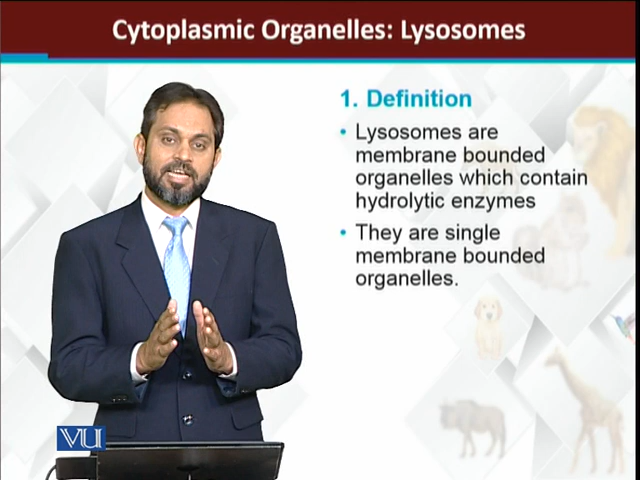 Cytoplasmic Organelles: Lysosomes
1. Definition
• Lysosomes are
membrane bounded
organelles which contain
hydrolytic enzymes
• They are single
membrane bounded
organelles.
VU